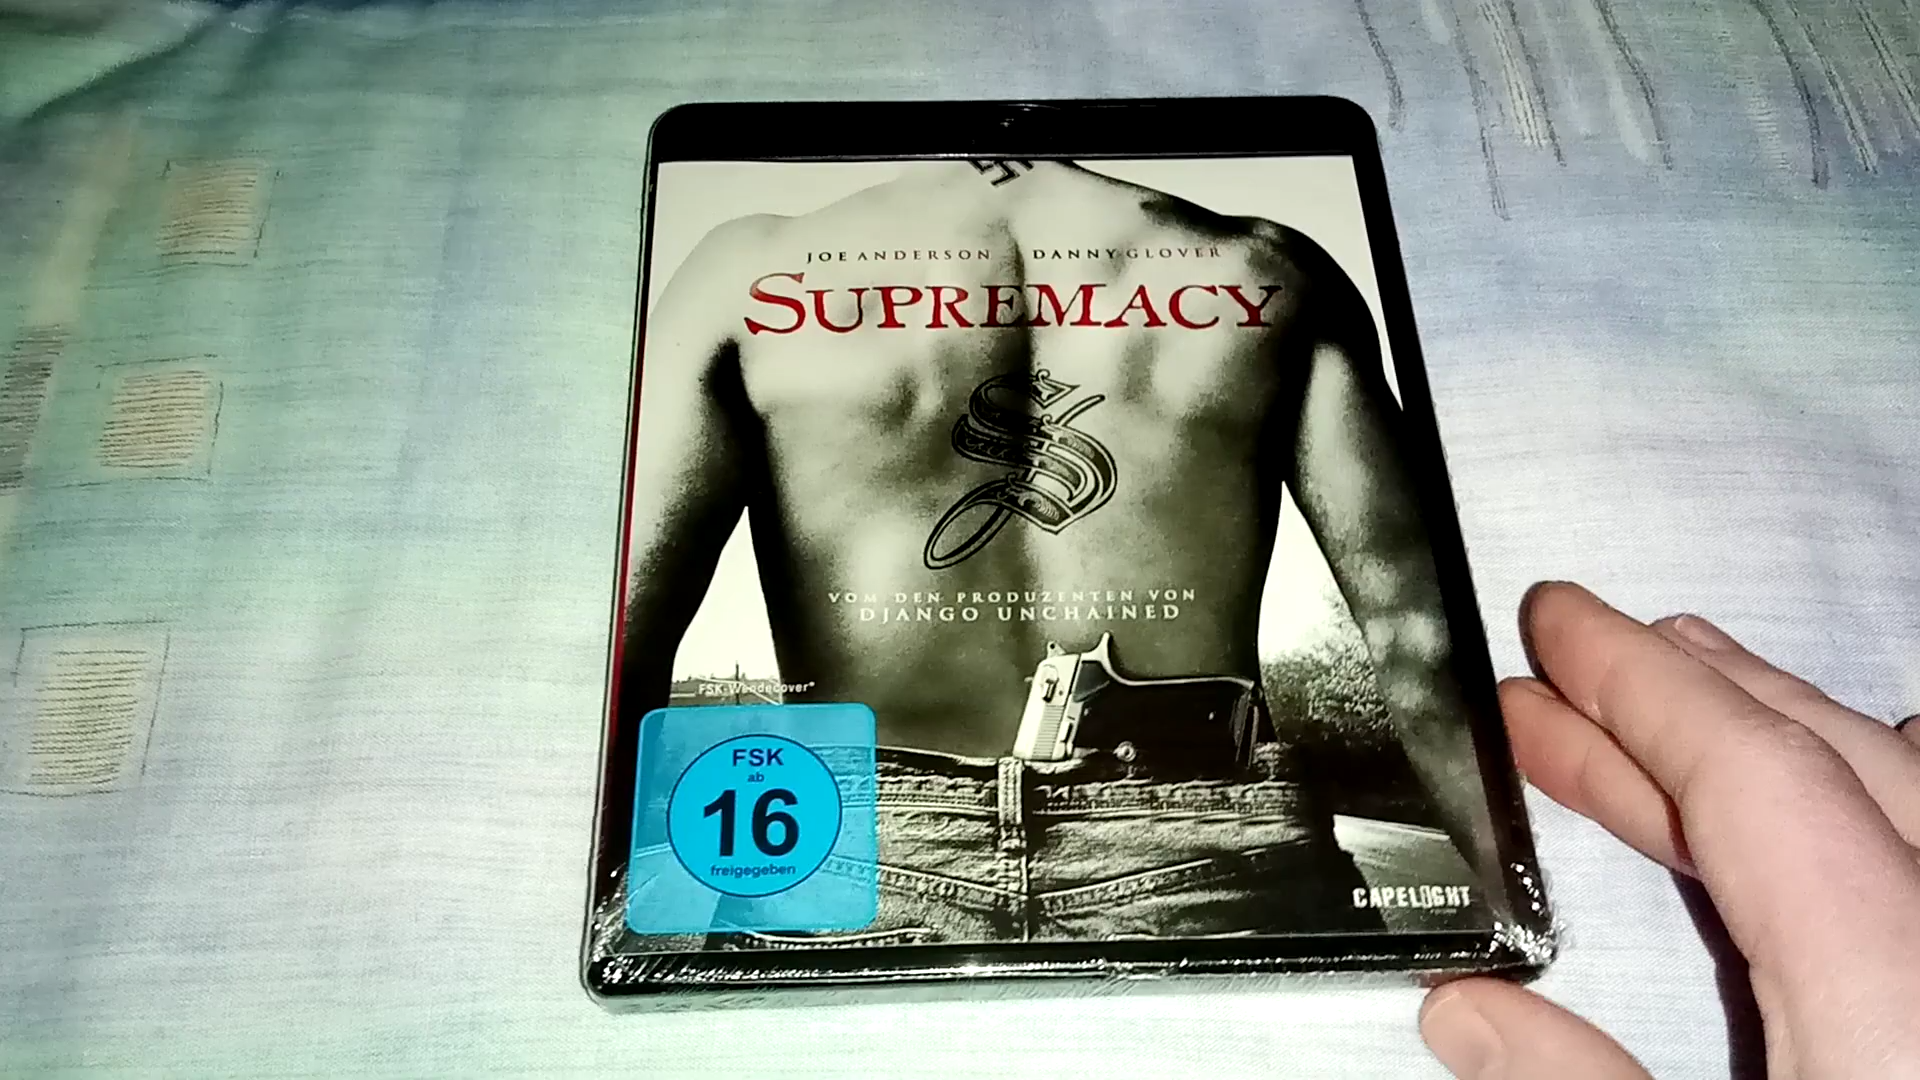 JOE ANDERSON DANNY GLOVER
SUPREMACY
S
VOM DEN PRODUZENTEN VON
DJANGO UNCHAINED
FSK-Wendecover*
FSK
ab
16
freigegeben
CAPELIGHT